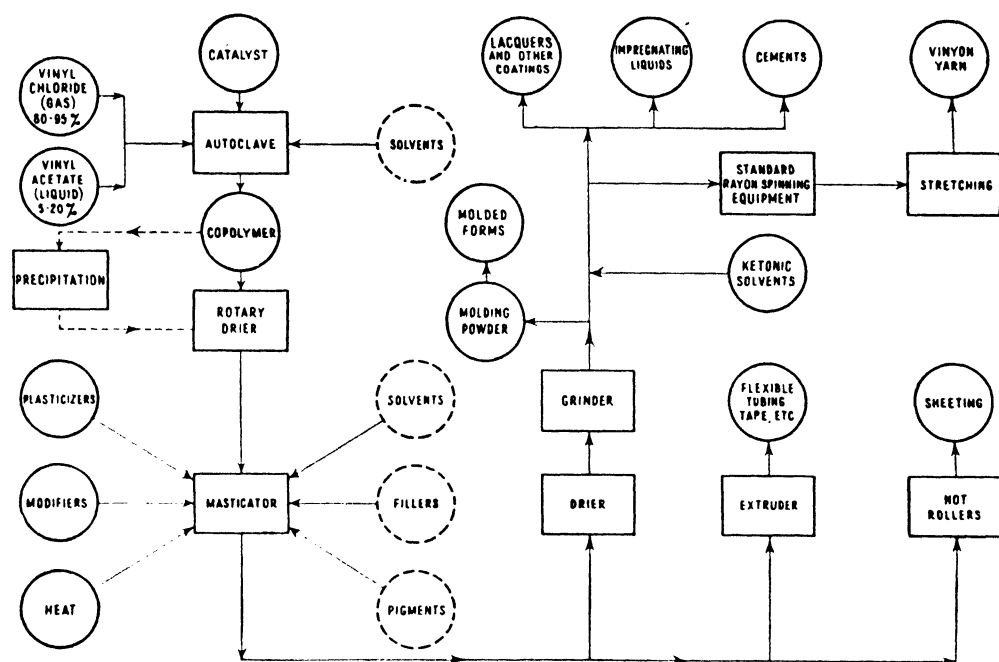 CATALYST
VINYL
CHLORIDE
(GAS)
80-95 %
AUTOCLAVE
SOLVENTS
VINYL
ACETATE
(LIQUID)
5-20 %
COPOLYMER
PRECIPITATION
ROTARY
DRIER
PLASTICIZERS
SOLVENTS
MODIFIERS
MASTICATOR
FILLERS
HEAT
PIGMENTS
LACQUERS
AND OTHER
COATINGS
IMPREGNATING
LIQUIDS
CEMENTS
VINYON
YARN
STANDARD
RAYON SPINNING
EQUIPMENT
STRETCHING
MOLDED
FORMS
KETONIC
SOLVENTS
MOLDING
POWDER
GRINDER
FLEXIBLE
TUBING
TAPE, ETC
SHEETING
DRIER
EXTRUDER
HOT
ROLLERS